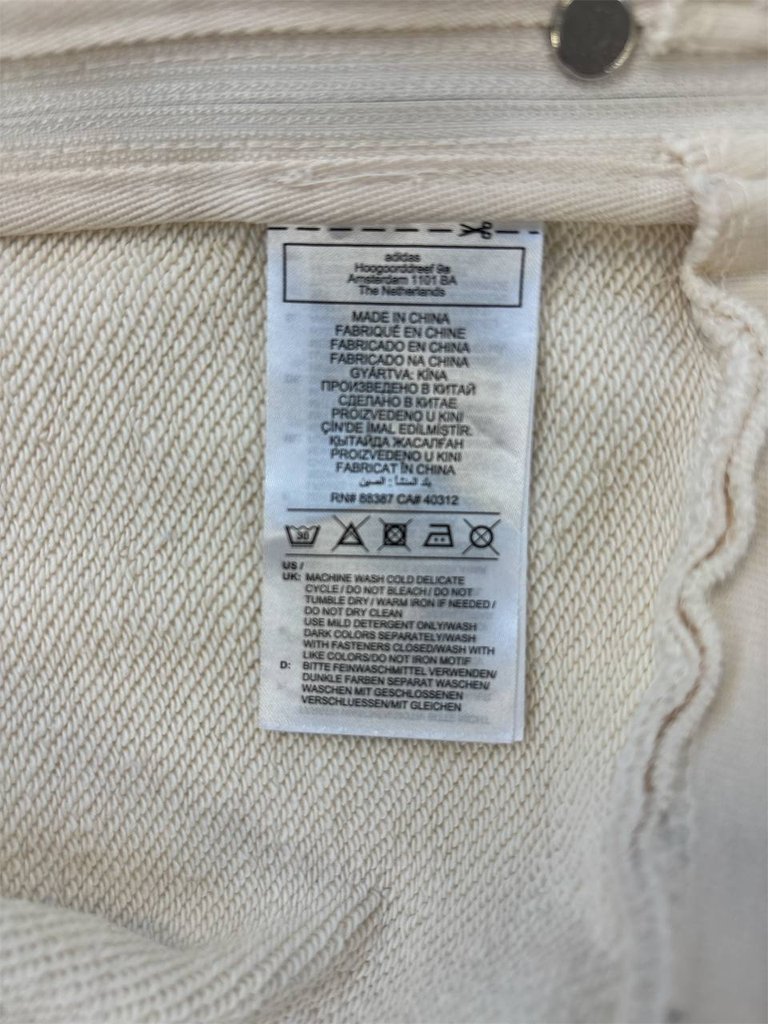 adidas
Hoogoorddreef 9a
Amsterdam 1101 BA
The Netherlands
MADE IN CHINA
FABRIQUÉ EN CHINE
FABRICADO EN CHINA
FABRICADO NA CHINA
GYÁRTVA: KÍNA
ПРОИЗВЕДЕНО В КИТАЙ
СДЕЛАНО В КИТАЕ
PROIZVEDENO U KINI
ÇİN'DE İMAL EDİLMİŞTİR.
ҚЫТАЙДА ЖАСАЛҒАН
PROIZVEDENO U KINI
FABRICAT ÎN CHINA
بلد المنشأ : الصين
RN# 88387 CA# 40312
30
US /
UK: MACHINE WASH COLD DELICATE
CYCLE / DO NOT BLEACH / DO NOT
TUMBLE DRY / WARM IRON IF NEEDED /
DO NOT DRY CLEAN
USE MILD DETERGENT ONLY/WASH
DARK COLORS SEPARATELY/WASH
WITH FASTENERS CLOSED/WASH WITH
LIKE COLORS/DO NOT IRON MOTIF
D: BITTE FEINWASCHMITTEL VERWENDEN/
DUNKLE FARBEN SEPARAT WASCHEN/
WASCHEN MIT GESCHLOSSENEN
VERSCHLUESSEN/MIT GLEICHEN